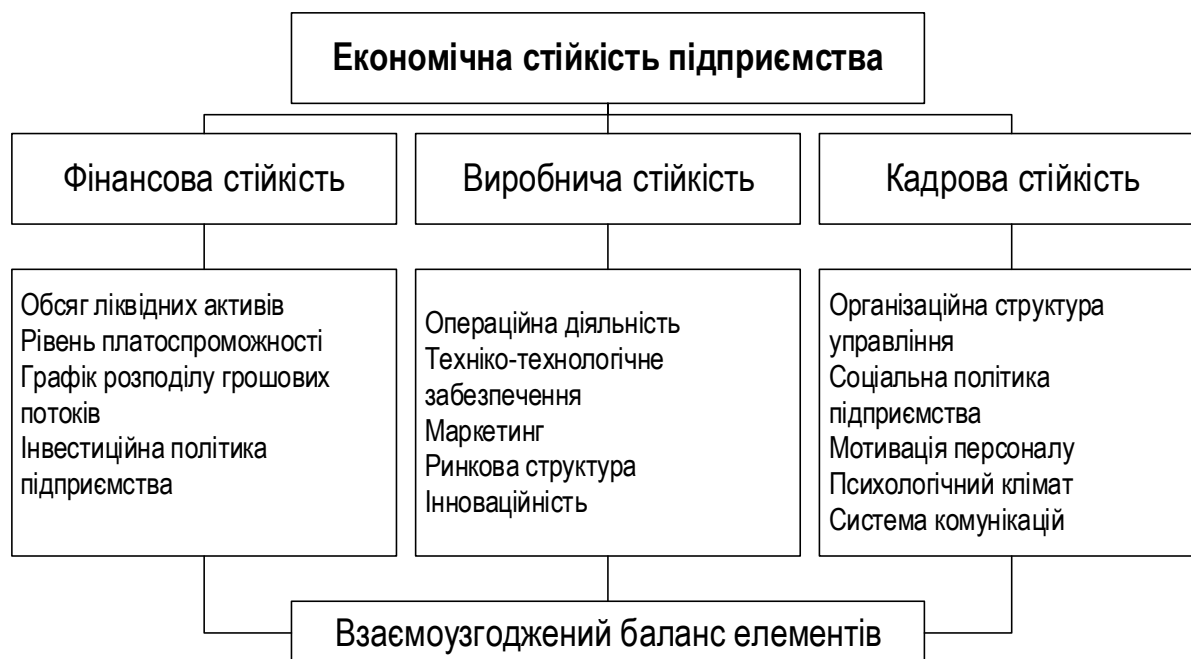 Економічна стійкість підприємства
Фінансова стійкість
Виробнича стійкість
Кадрова стійкість
Обсяг ліквідних активів
Рівень платоспроможності
Графік розподілу грошових
потоків
Інвестиційна політика
підприємства
Операційна діяльність
Техніко-технологічне
забезпечення
Маркетинг
Ринкова структура
Інноваційність
Організаційна структура
управління
Соціальна політика
підприємства
Мотивація персоналу
Психологічний клімат
Система комунікацій
Взаємоузгоджений баланс елементів